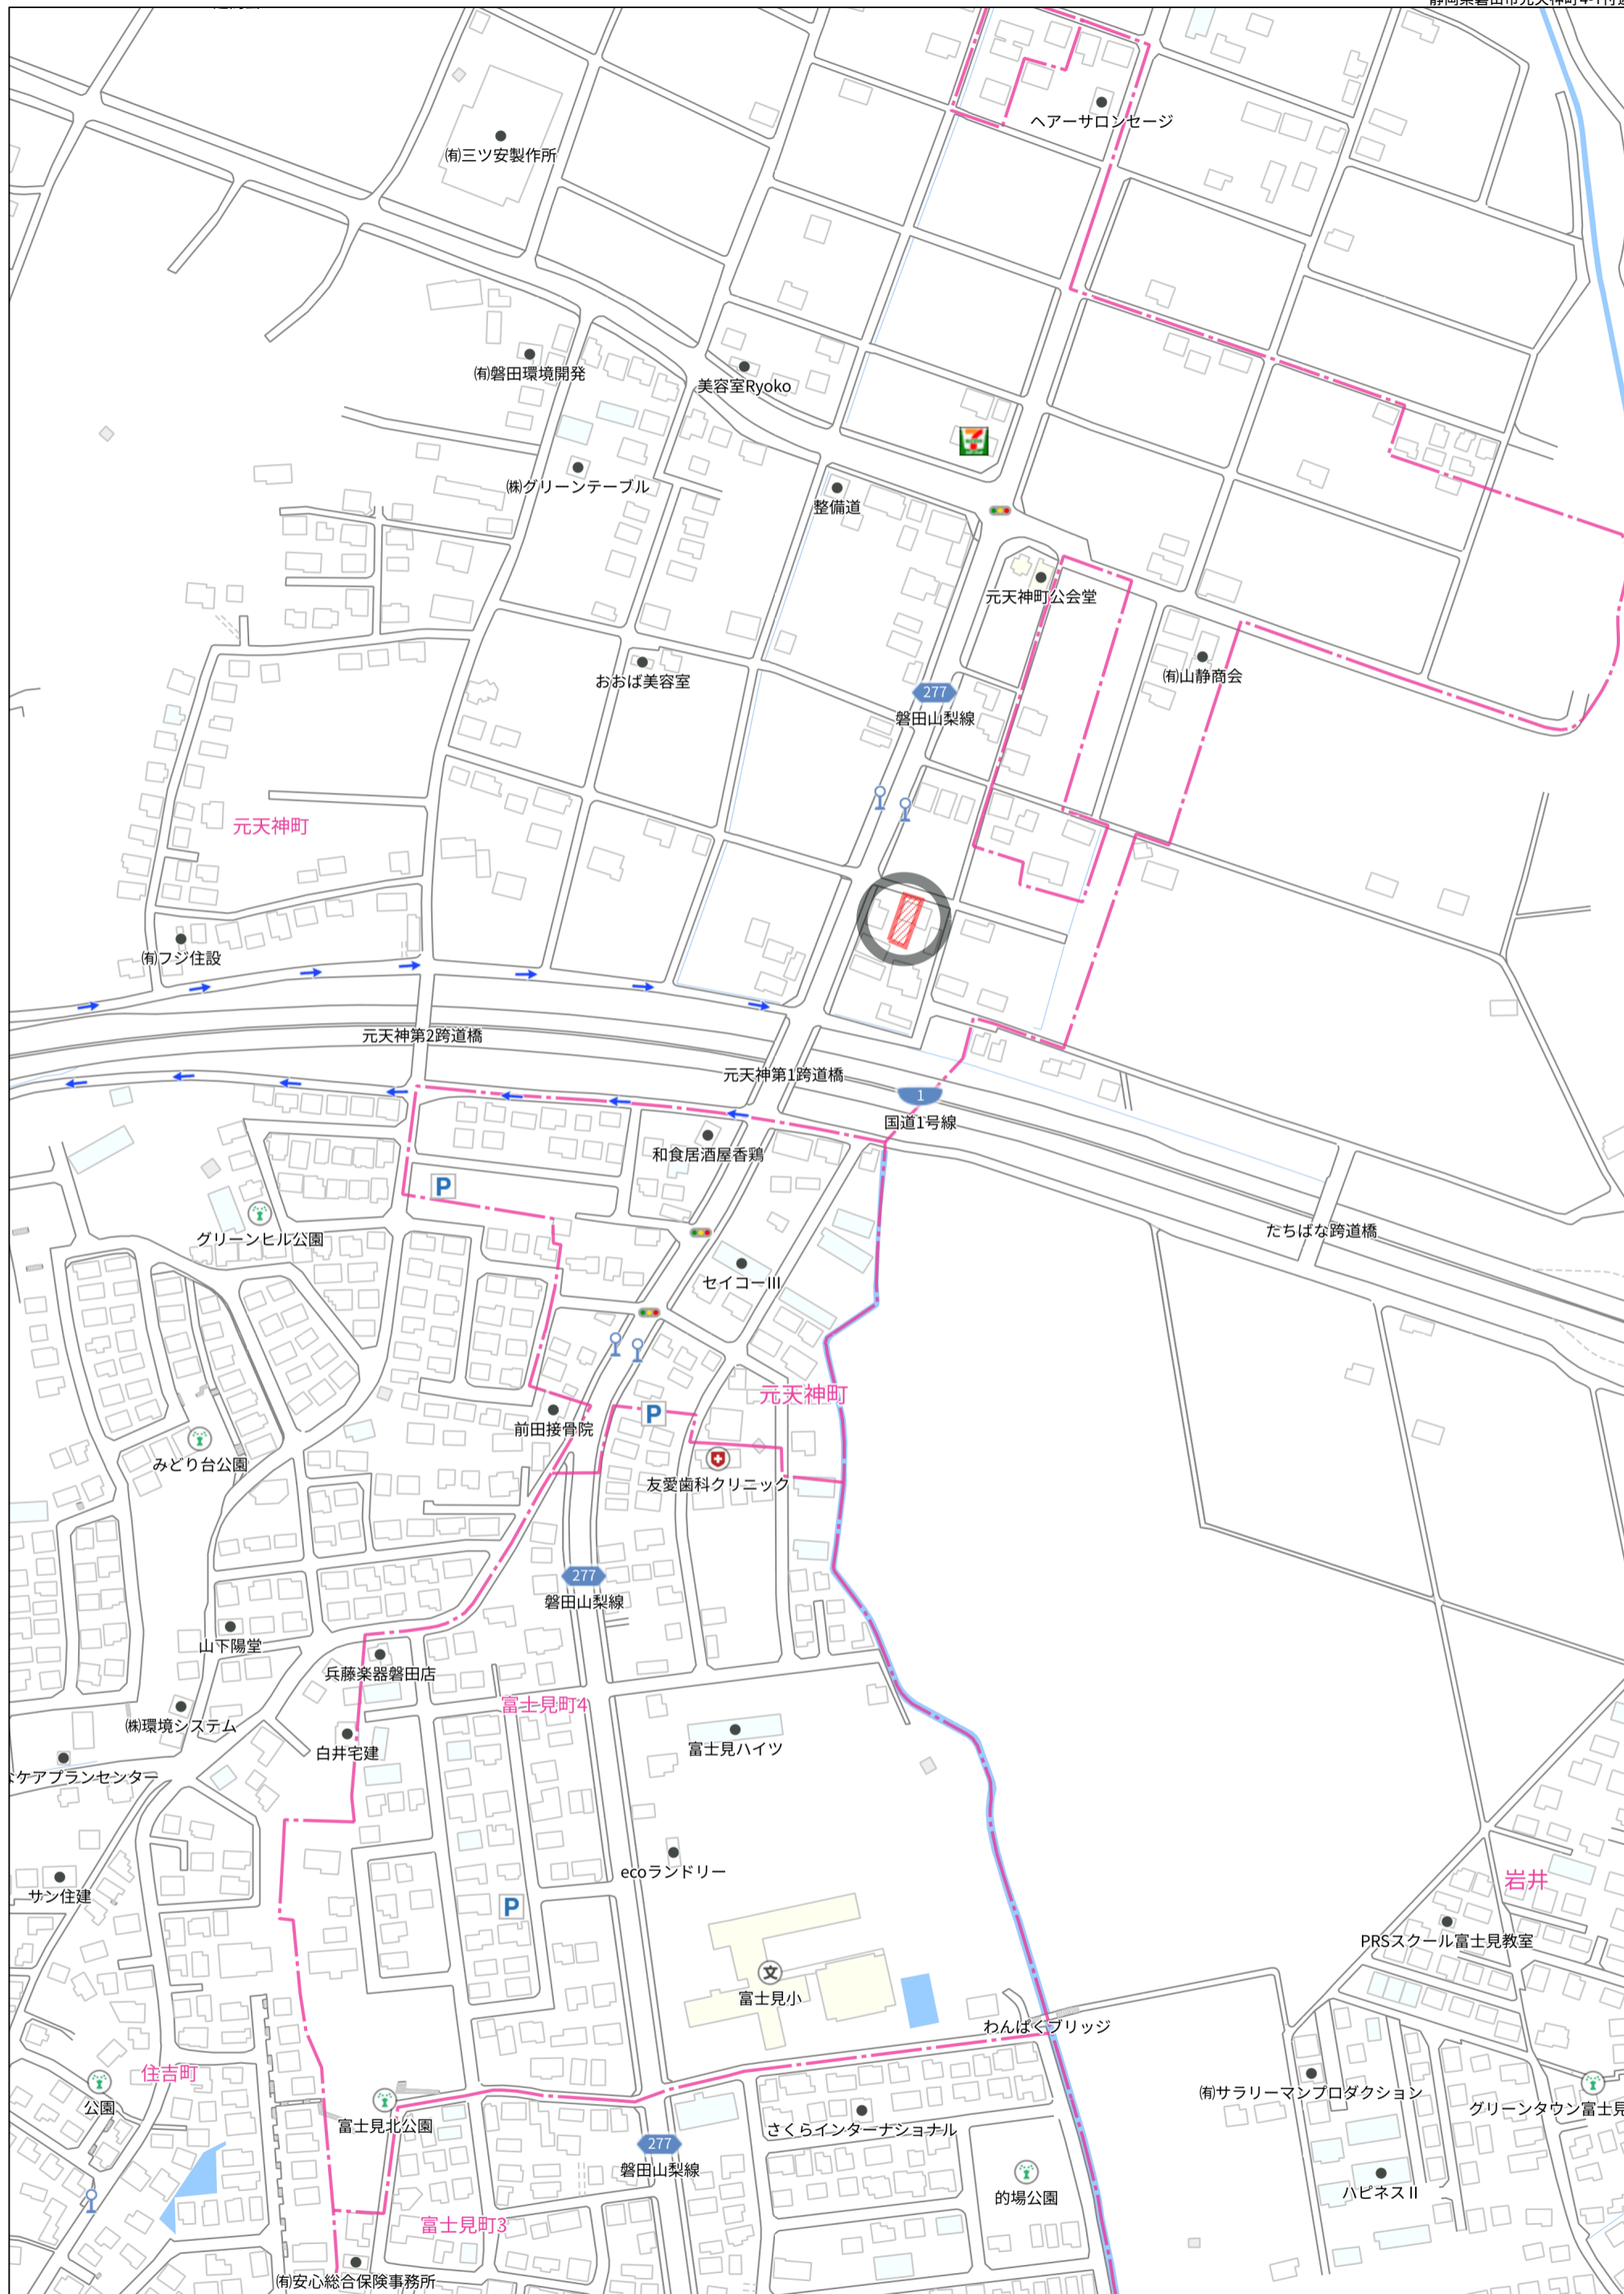 ヘアーサロンセージ
㈲三ツ安製作所
㈲磐田環境開発
美容室Ryoko
㈱グリーンテーブル
整備道
元天神町公会堂
㈲山静商会
おおば美容室
277
磐田山梨線
元天神町
㈲フジ住設
元天神第2跨道橋
元天神第1跨道橋
1
国道1号線
和食居酒屋香鶏
P
グリーンヒル公園
たちばな跨道橋
セイコーIII
元天神町
P
前田接骨院
みどり台公園
友愛歯科クリニック
277
磐田山梨線
山下陽堂
兵藤楽器磐田店
富士見町4
㈱環境システム
白井宅建
富士見ハイツ
ケアプランセンター
ecoランドリー
サン住建
岩井
P
PRSスクール富士見教室
文
富士見小
わんぱくブリッジ
住吉町
公園
富士見北公園
㈲サラリーマンプロダクション
グリーンタウン富士見
さくらインターナショナル
277
磐田山梨線
的場公園
ハピネスⅡ
富士見町3
㈲安心総合保険事務所